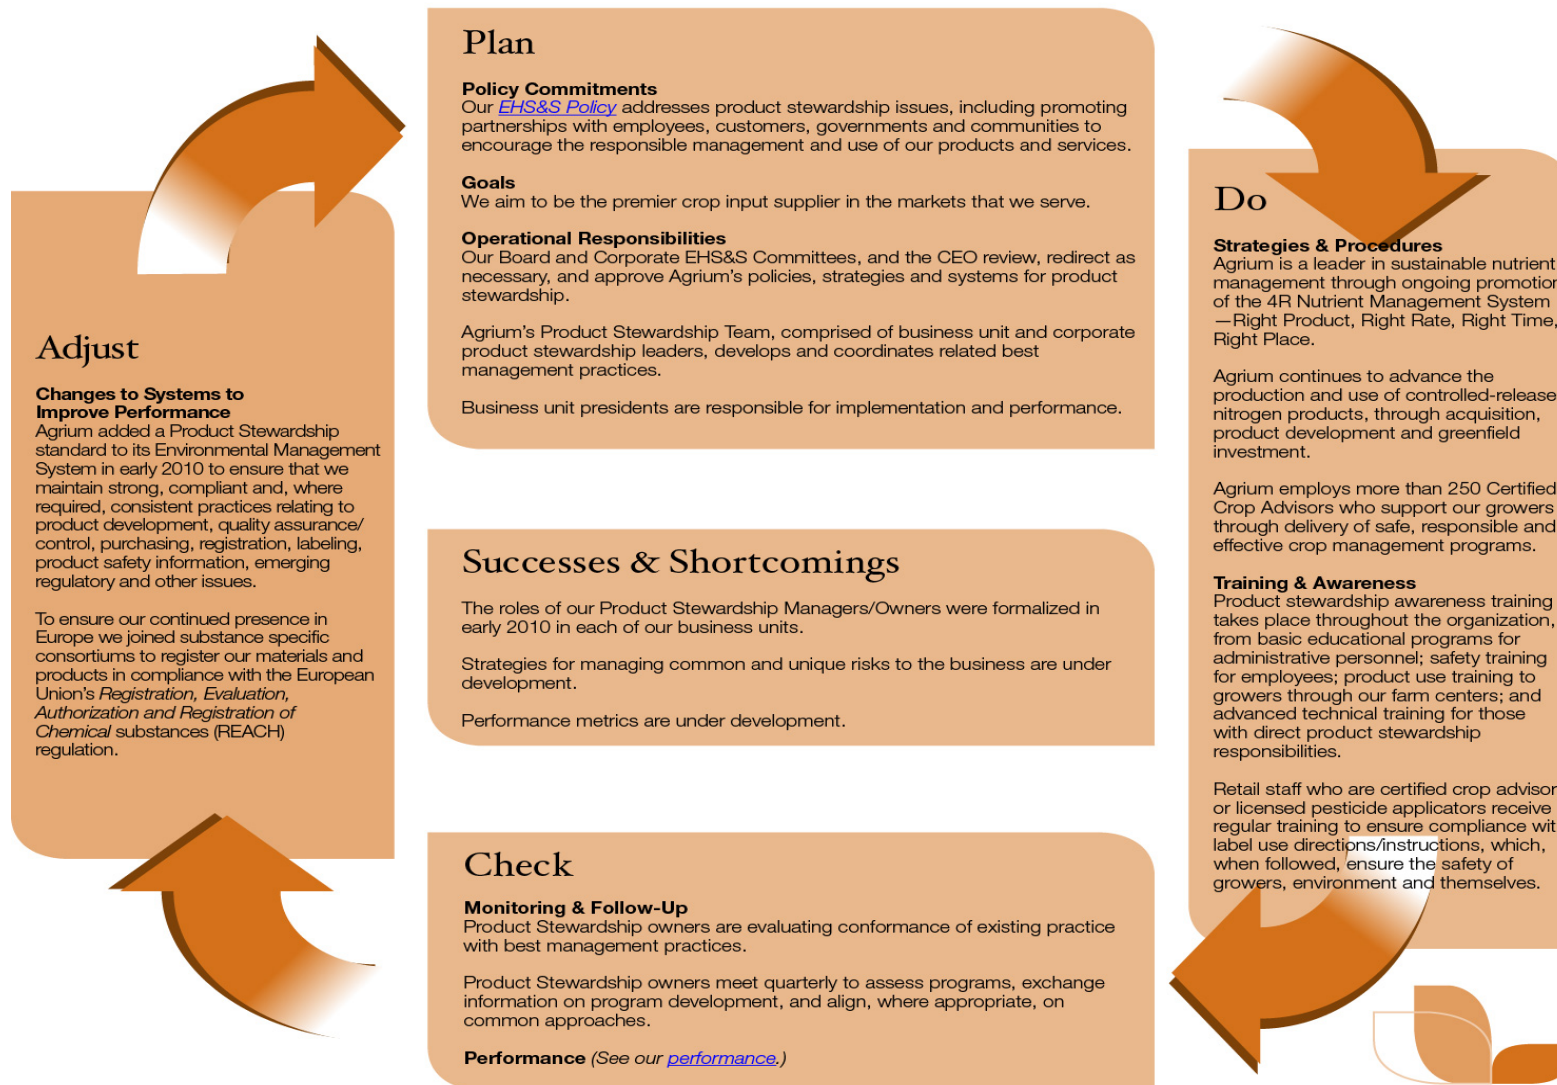 Plan
Policy Commitments
Our EHS&S Policy addresses product stewardship issues, including promoting
partnerships with employees, customers, governments and communities to
encourage the responsible management and use of our products and services.
Goals
We aim to be the premier crop input supplier in the markets that we serve.
Operational Responsibilities
Our Board and Corporate EHS&S Committees, and the CEO review, redirect as
necessary, and approve Agrium's policies, strategies and systems for product
stewardship.
Agrium's Product Stewardship Team, comprised of business unit and corporate
product stewardship leaders, develops and coordinates related best
management practices.
Business unit presidents are responsible for implementation and performance.
Do
Strategies & Procedures
Agrium is a leader in sustainable nutrient
management through ongoing promotion
of the 4R Nutrient Management System
—Right Product, Right Rate, Right Time,
Right Place.
Agrium continues to advance the
production and use of controlled-release
nitrogen products, through acquisition,
product development and greenfield
investment.
Agrium employs more than 250 Certified
Crop Advisors who support our growers
through delivery of safe, responsible and
effective crop management programs.
Training & Awareness
Product stewardship awareness training
takes place throughout the organization,
from basic educational programs for
administrative personnel; safety training
for employees; product use training to
growers through our farm centers; and
advanced technical training for those
with direct product stewardship
responsibilities.
Retail staff who are certified crop advisor
or licensed pesticide applicators receive
regular training to ensure compliance wit
label use directions/instructions, which,
when followed, ensure the safety of
growers, environment and themselves.
Check
Monitoring & Follow-Up
Product Stewardship owners are evaluating conformance of existing practice
with best management practices.
Product Stewardship owners meet quarterly to assess programs, exchange
information on program development, and align, where appropriate, on
common approaches.
Performance (See our performance.)
Adjust
Changes to Systems to
Improve Performance
Agrium added a Product Stewardship
standard to its Environmental Management
System in early 2010 to ensure that we
maintain strong, compliant and, where
required, consistent practices relating to
product development, quality assurance/
control, purchasing, registration, labeling,
product safety information, emerging
regulatory and other issues.
To ensure our continued presence in
Europe we joined substance specific
consortiums to register our materials and
products in compliance with the European
Union's Registration, Evaluation,
Authorization and Registration of
Chemical substances (REACH)
regulation.
Successes & Shortcomings
The roles of our Product Stewardship Managers/Owners were formalized in
early 2010 in each of our business units.
Strategies for managing common and unique risks to the business are under
development.
Performance metrics are under development.